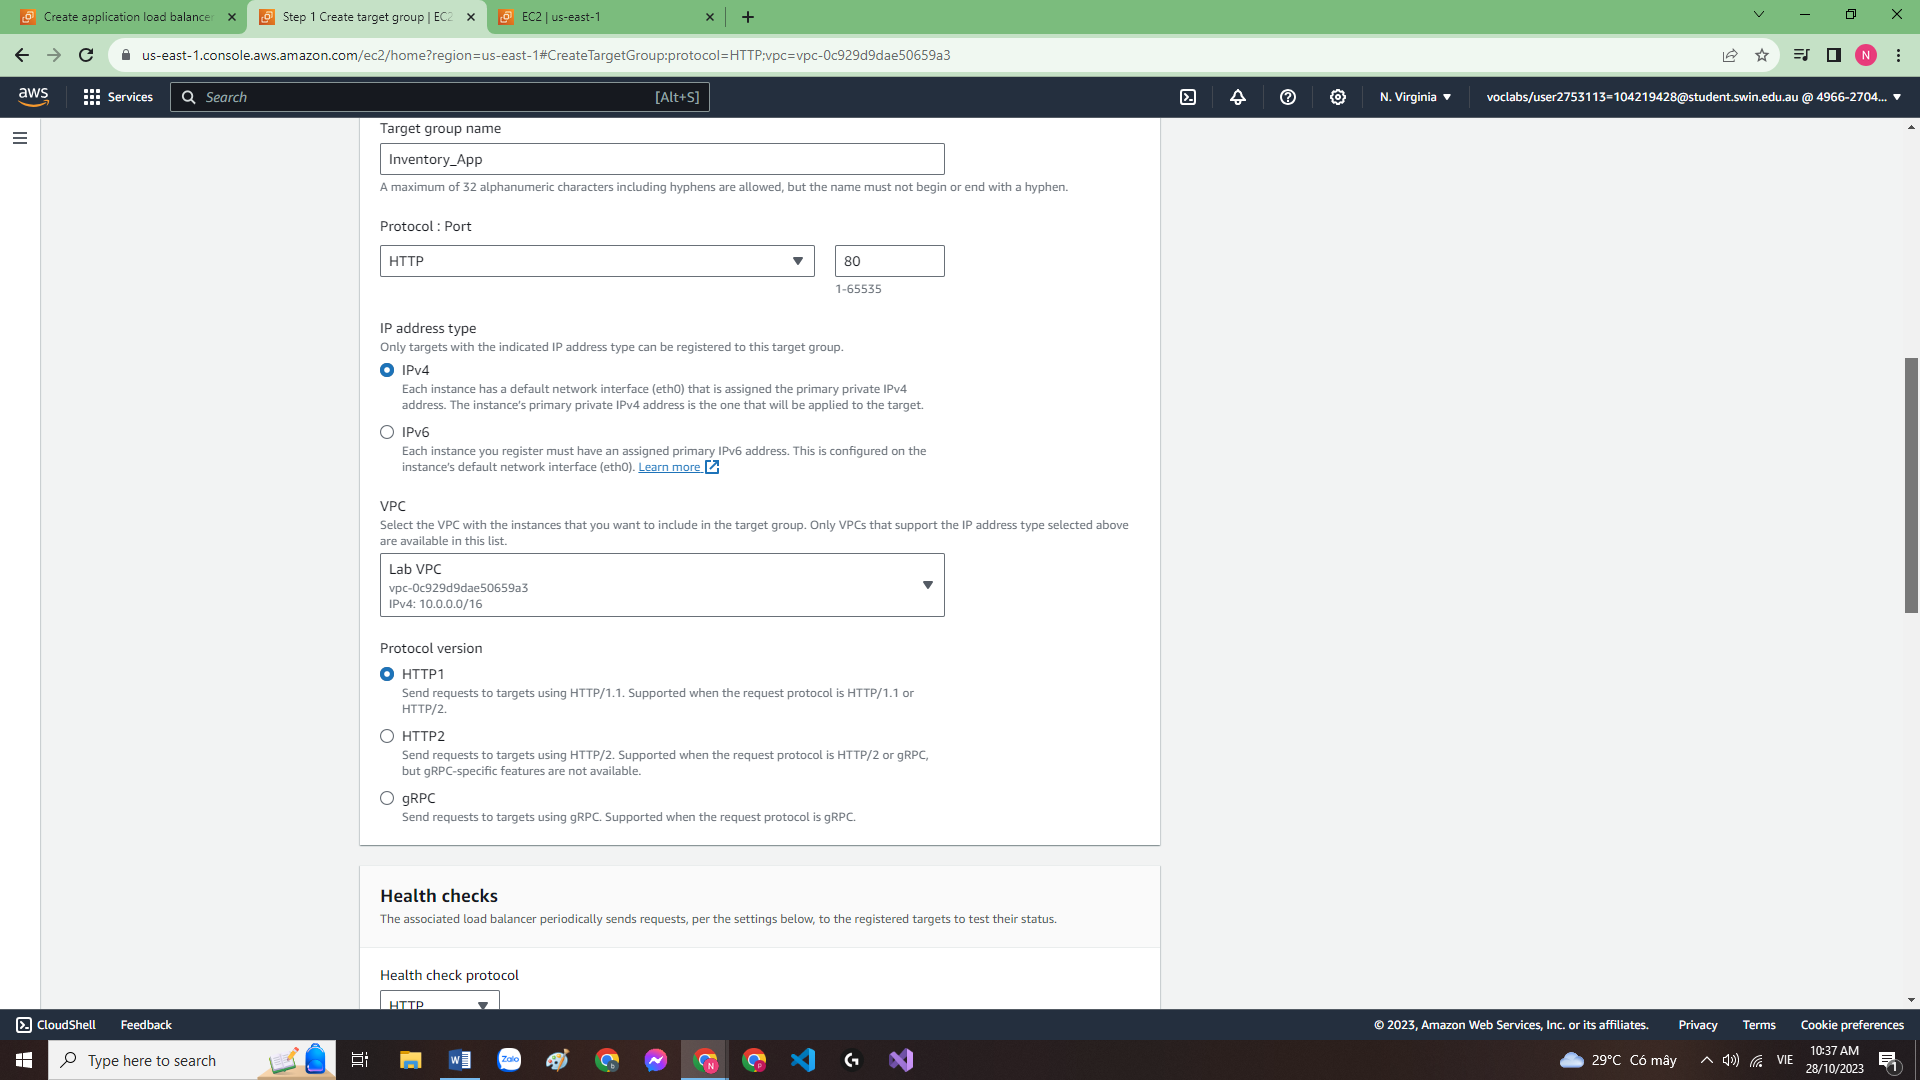 Create application load balancer
Step 1 Create target group | EC2
EC2 | us-east-1
us-east-1.console.aws.amazon.com/ec2/home?region=us-east-1#CreateTargetGroup:protocol=HTTP;vpc=vpc-0c929d9dae50659a3
N
aws
Services
Search
[Alt+S]
N. Virginia
voclabs/user2753113=104219428@student.swin.edu.au @ 4966-2704...
Target group name
Inventory_App
A maximum of 32 alphanumeric characters including hyphens are allowed, but the name must not begin or end with a hyphen.
Protocol : Port
HTTP
80
1-65535
IP address type
Only targets with the indicated IP address type can be registered to this target group.
IPv4
Each instance has a default network interface (eth0) that is assigned the primary private IPv4
address. The instance's primary private IPv4 address is the one that will be applied to the target.
IPv6
Each instance you register must have an assigned primary IPv6 address. This is configured on the
instance's default network interface (eth0). Learn more
VPC
Select the VPC with the instances that you want to include in the target group. Only VPCs that support the IP address type selected above
are available in this list.
Lab VPC
vpc-0c929d9dae50659a3
IPv4: 10.0.0.0/16
Protocol version
HTTP1
Send requests to targets using HTTP/1.1. Supported when the request protocol is HTTP/1.1 or
HTTP/2.
HTTP2
Send requests to targets using HTTP/2. Supported when the request protocol is HTTP/2 or gRPC,
but gRPC-specific features are not available.
gRPC
Send requests to targets using gRPC. Supported when the request protocol is gRPC.
Health checks
The associated load balancer periodically sends requests, per the settings below, to the registered targets to test their status.
Health check protocol
HTTP
CloudShell
Feedback
© 2023, Amazon Web Services, Inc. or its affiliates.
Privacy
Terms
Cookie preferences
Type here to search
Zalo
29°C Có mây
VIE
10:37 AM
28/10/2023
1